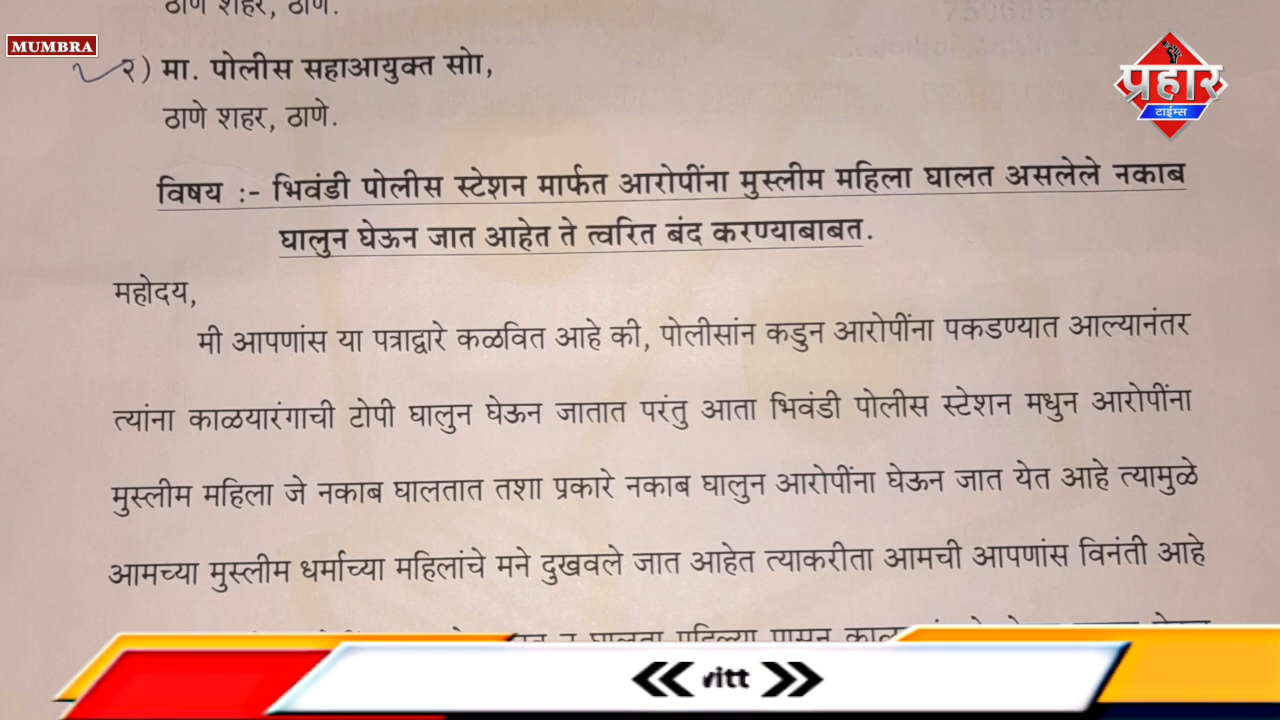 ठाणे शहर, ठाणे.
MUMBRA
२) मा. पोलीस सहाआयुक्त सोा,
ठाणे शहर, ठाणे.
प्रहार
टाईम्स
विषय :- भिवंडी पोलीस स्टेशन मार्फत आरोपींना मुस्लीम महिला घालत असलेले नकाब
घालुन घेऊन जात आहेत ते त्वरित बंद करण्याबाबत.
महोदय,
मी आपणांस या पत्राद्वारे कळवित आहे की, पोलीसांन कडुन आरोपींना पकडण्यात आल्यानंतर
त्यांना काळयारंगाची टोपी घालुन घेऊन जातात परंतु आता भिवंडी पोलीस स्टेशन मधुन आरोपींना
मुस्लीम महिला जे नकाब घालतात तशा प्रकारे नकाब घालुन आरोपींना घेऊन जात येत आहे त्यामुळे
आमच्या मुस्लीम धर्माच्या महिलांचे मने दुखवले जात आहेत त्याकरीता आमची आपणांस विनंती आहे
न घालता पहिल्या पासुन